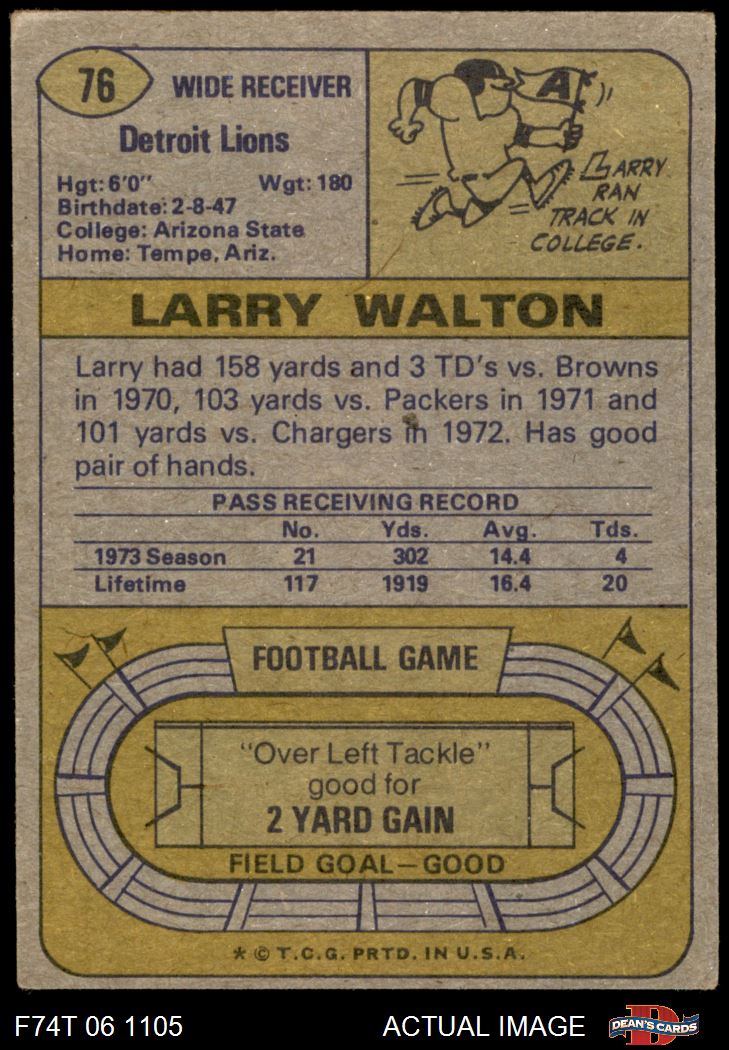 76
WIDE RECEIVER
Detroit Lions
Hgt: 6'0" Wgt: 180
Birthdate: 2-8-47
College: Arizona State
Home: Tempe, Ariz.
A
LARRY
RAN
TRACK IN
COLLEGE.
LARRY WALTON
Larry had 158 yards and 3 TD's vs. Browns
in 1970, 103 yards vs. Packers in 1971 and
101 yards vs. Chargers in 1972. Has good
pair of hands.
PASS RECEIVING RECORD
No. Yds. Avg. Tds.
1973 Season 21 302 14.4 4
Lifetime 117 1919 16.4 20
FOOTBALL GAME
"Over Left Tackle"
good for
2 YARD GAIN
FIELD GOAL—GOOD
* © T.C.G. PRTD. IN U.S.A.
F74T 06 1105 ACTUAL IMAGE D DEAN'S CARDS